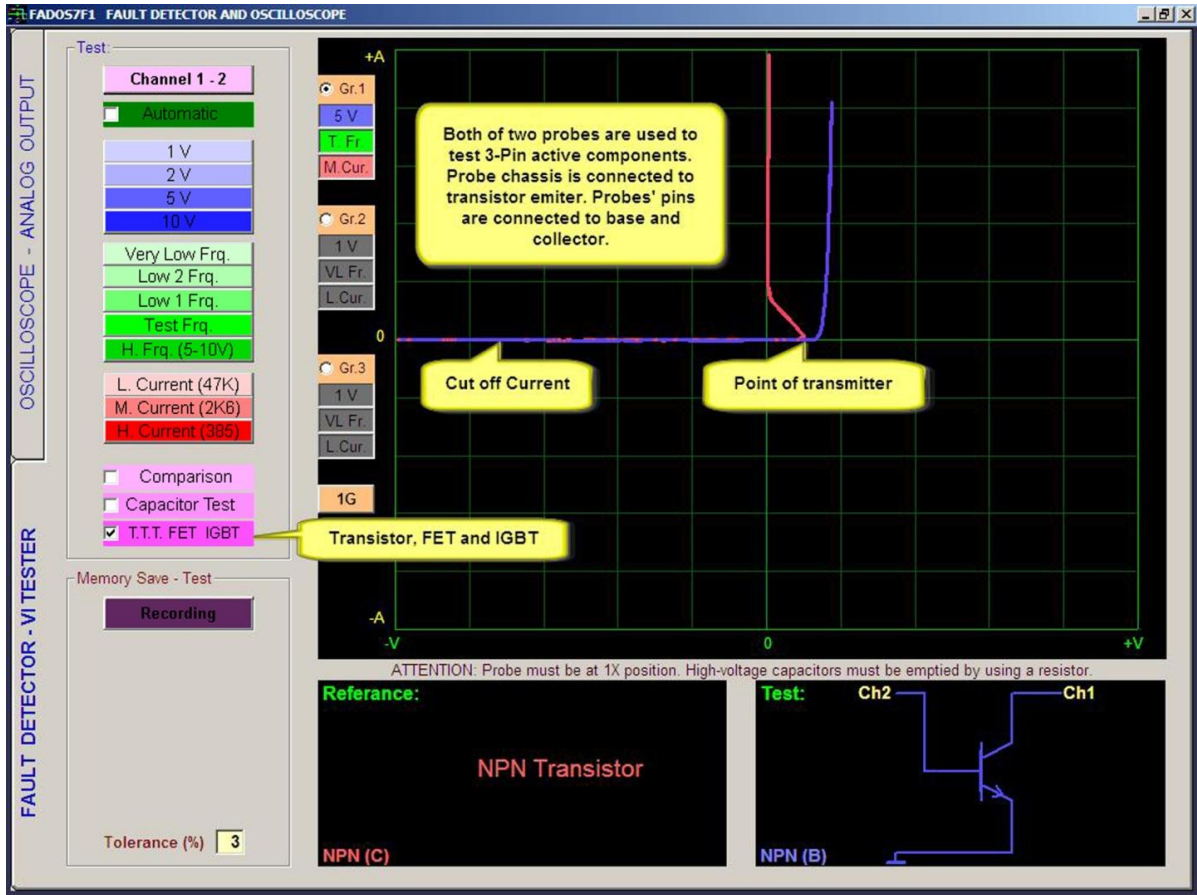 FADOS7F1 FAULT DETECTOR AND OSCILLOSCOPE
OSCILLOSCOPE - ANALOG OUTPUT
FAULT DETECTOR - VI TESTER
Test:
Channel 1 - 2
Automatic
1 V
2 V
5 V
10 V
Very Low Frq.
Low 2 Frq.
Low 1 Frq.
Test Frq.
H. Frq. (5-10V)
L. Current (47K)
M. Current (2K6)
H. Current (385)
Comparison
Capacitor Test
T.T.T. FET IGBT
Memory Save - Test
Recording
Tolerance (%) 3
Gr.1
5 V
T. Fr.
M.Cur.
Gr.2
1 V
VL Fr.
L.Cur.
Gr.3
1 V
VL Fr.
L.Cur.
1G
+A
0
-A
-V
0
+V
Both of two probes are used to
test 3-Pin active components.
Probe chassis is connected to
transistor emiter. Probes' pins
are connected to base and
collector.
Cut off Current
Point of transmitter
Transistor, FET and IGBT
ATTENTION: Probe must be at 1X position. High-voltage capacitors must be emptied by using a resistor.
Referance:
NPN Transistor
NPN (C)
Test:
Ch2
Ch1
NPN (B)